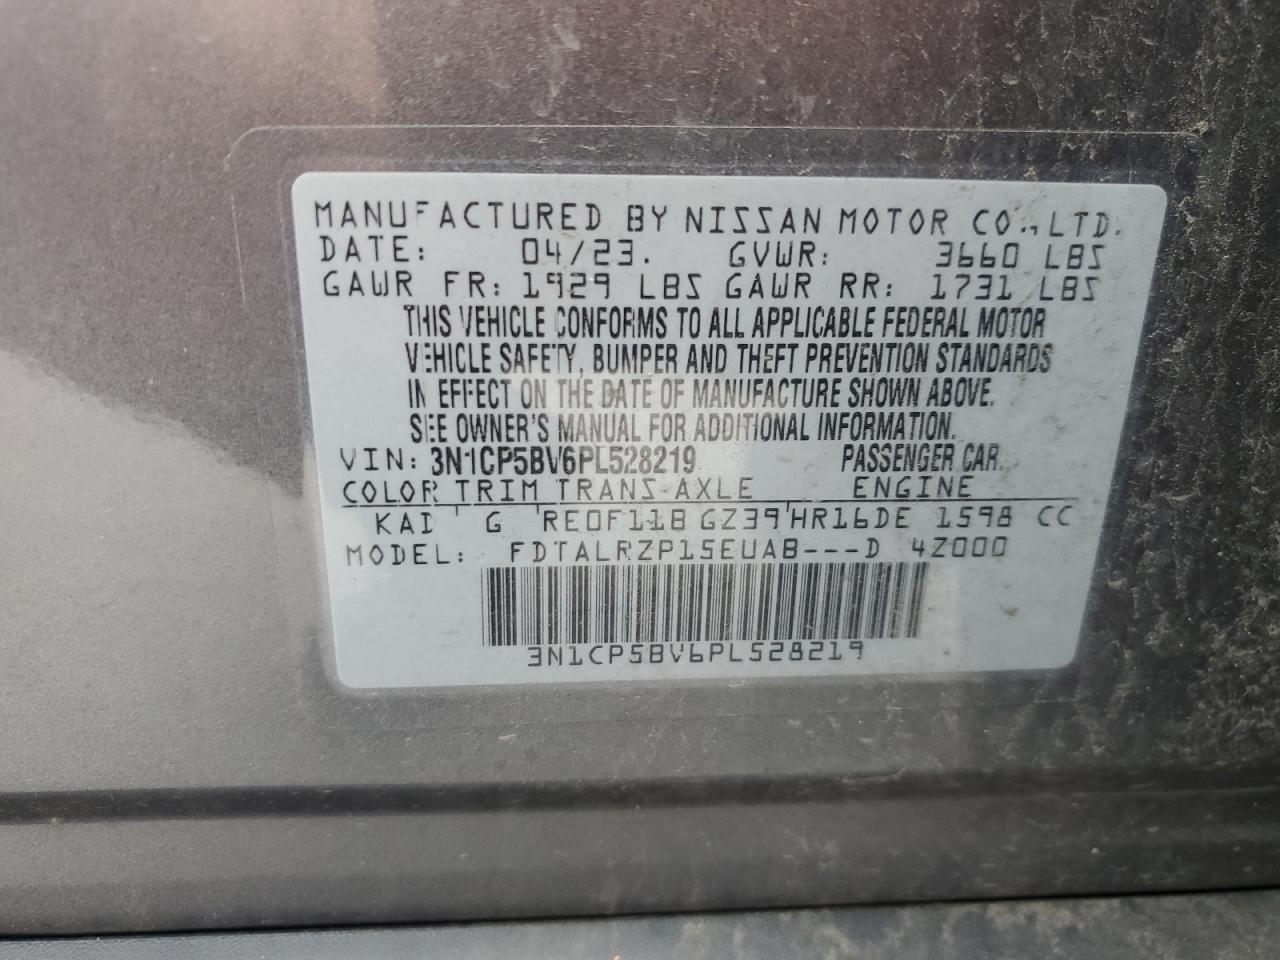 MANUFACTURED BY NISSAN MOTOR CO., LTD.
DATE: 04/23. GVWR: 3660 LBS
GAWR FR: 1929 LBS GAWR RR: 1731 LBS
THIS VEHICLE CONFORMS TO ALL APPLICABLE FEDERAL MOTOR
VEHICLE SAFETY, BUMPER AND THEFT PREVENTION STANDARDS
IN EFFECT ON THE DATE OF MANUFACTURE SHOWN ABOVE.
SEE OWNER'S MANUAL FOR ADDITIONAL INFORMATION.
VIN: 3N1CP5BV6PL528219 PASSENGER CAR.
COLOR TRIM TRANS-AXLE ENGINE
KAD G RE0F11B GZ39 HR16DE 1598 CC
MODEL: FDTALRZP15EUAB---D 4Z000
3N1CP5BV6PL528219